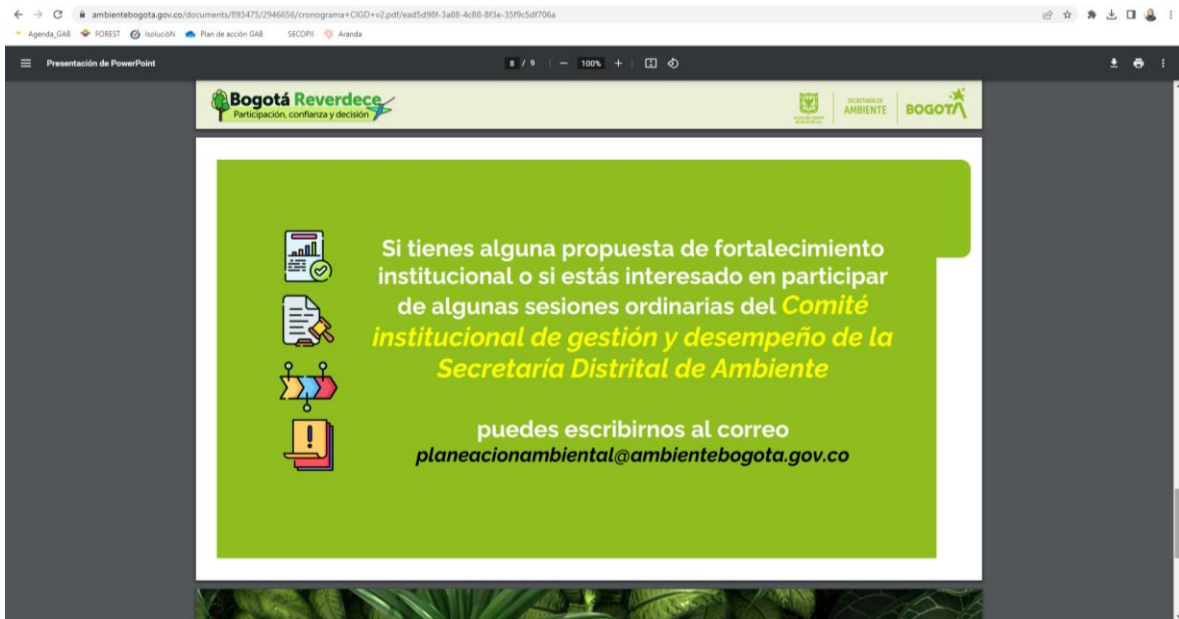 ambientebogota.gov.co/documents/893475/2946656/cronograma+CIGD+v2.pdf/ead5d98f-3a88-4c88-8f3e-35f9c5df706a
Agenda_GAB FOREST IsolucióN Plan de acción GAB SECOPII Aranda
Presentación de PowerPoint 8 / 9 100%
Bogotá Reverdece
Participación, confianza y decisión
SECRETARÍA DE
AMBIENTE
BOGOTÁ
Si tienes alguna propuesta de fortalecimiento
institucional o si estás interesado en participar
de algunas sesiones ordinarias del Comité
institucional de gestión y desempeño de la
Secretaría Distrital de Ambiente
puedes escribirnos al correo
planeacionambiental@ambientebogota.gov.co